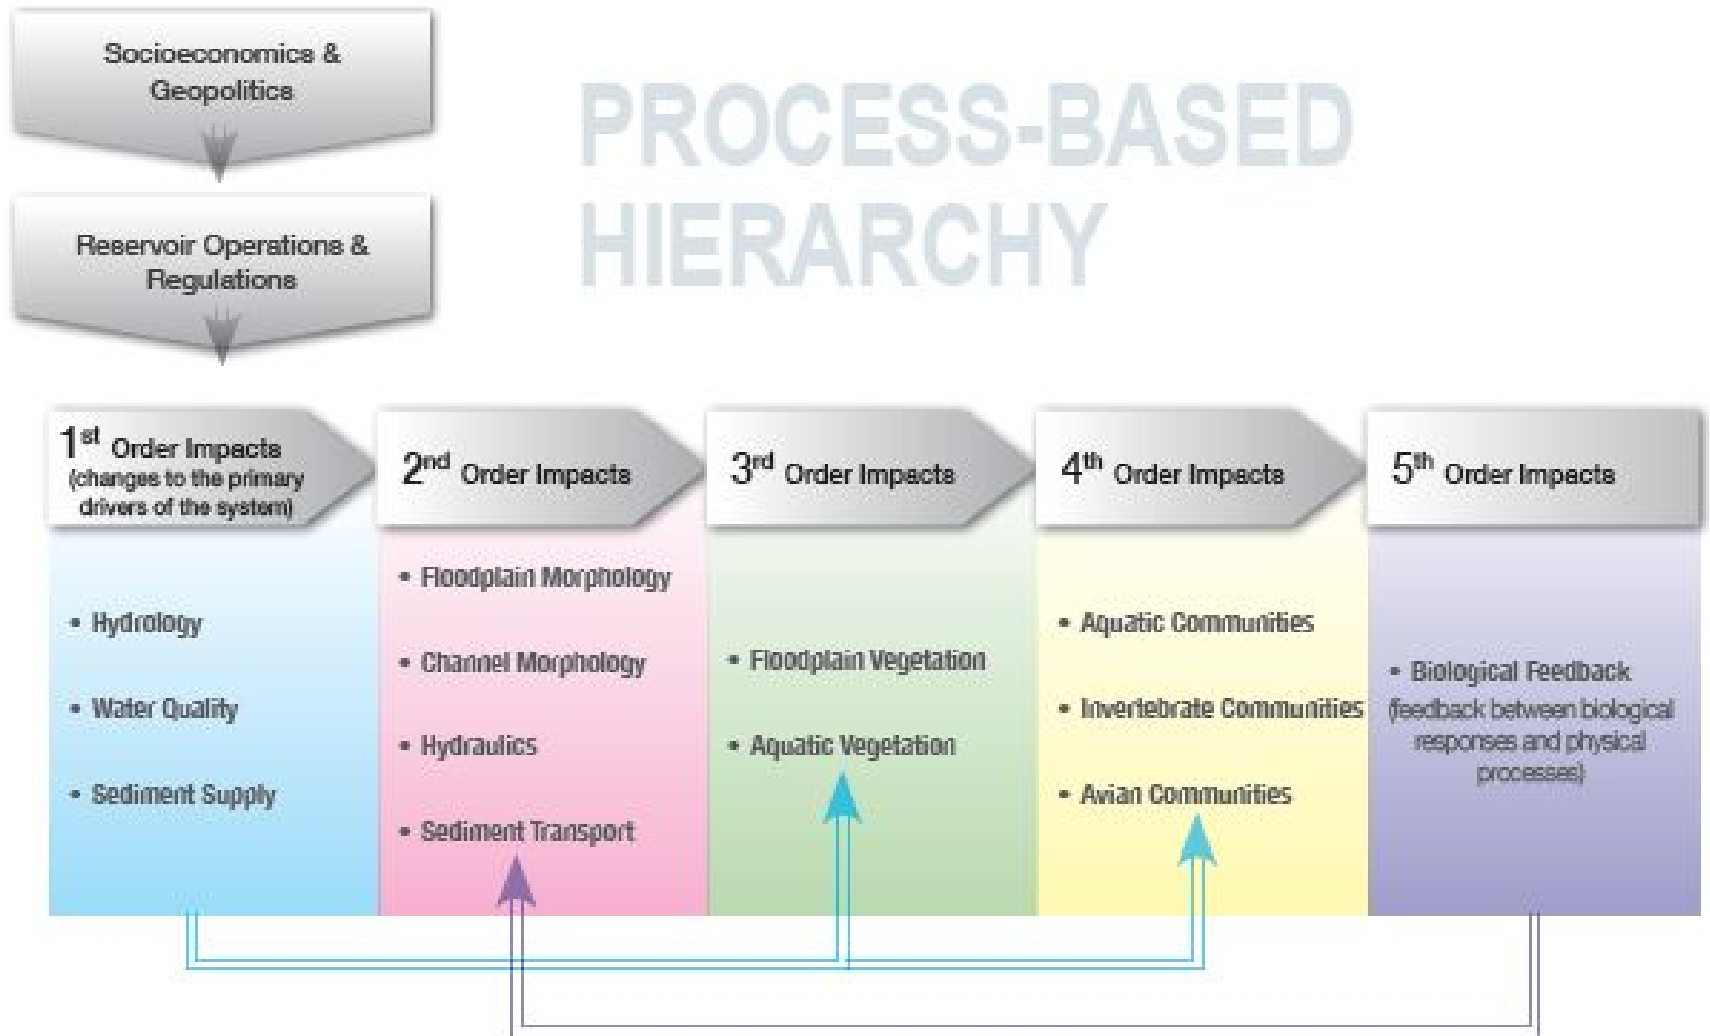 Socioeconomics &
Geopolitics
PROCESS-BASED
HIERARCHY
Reservoir Operations &
Regulations
1st Order Impacts
(changes to the primary
drivers of the system)
2nd Order Impacts
3rd Order Impacts
4th Order Impacts
5th Order Impacts
• Hydrology
• Water Quality
• Sediment Supply
• Floodplain Morphology
• Channel Morphology
• Hydraulics
• Sediment Transport
• Floodplain Vegetation
• Aquatic Vegetation
• Aquatic Communities
• Invertebrate Communities
• Avian Communities
• Biological Feedback
(feedback between biological
responses and physical
processes)